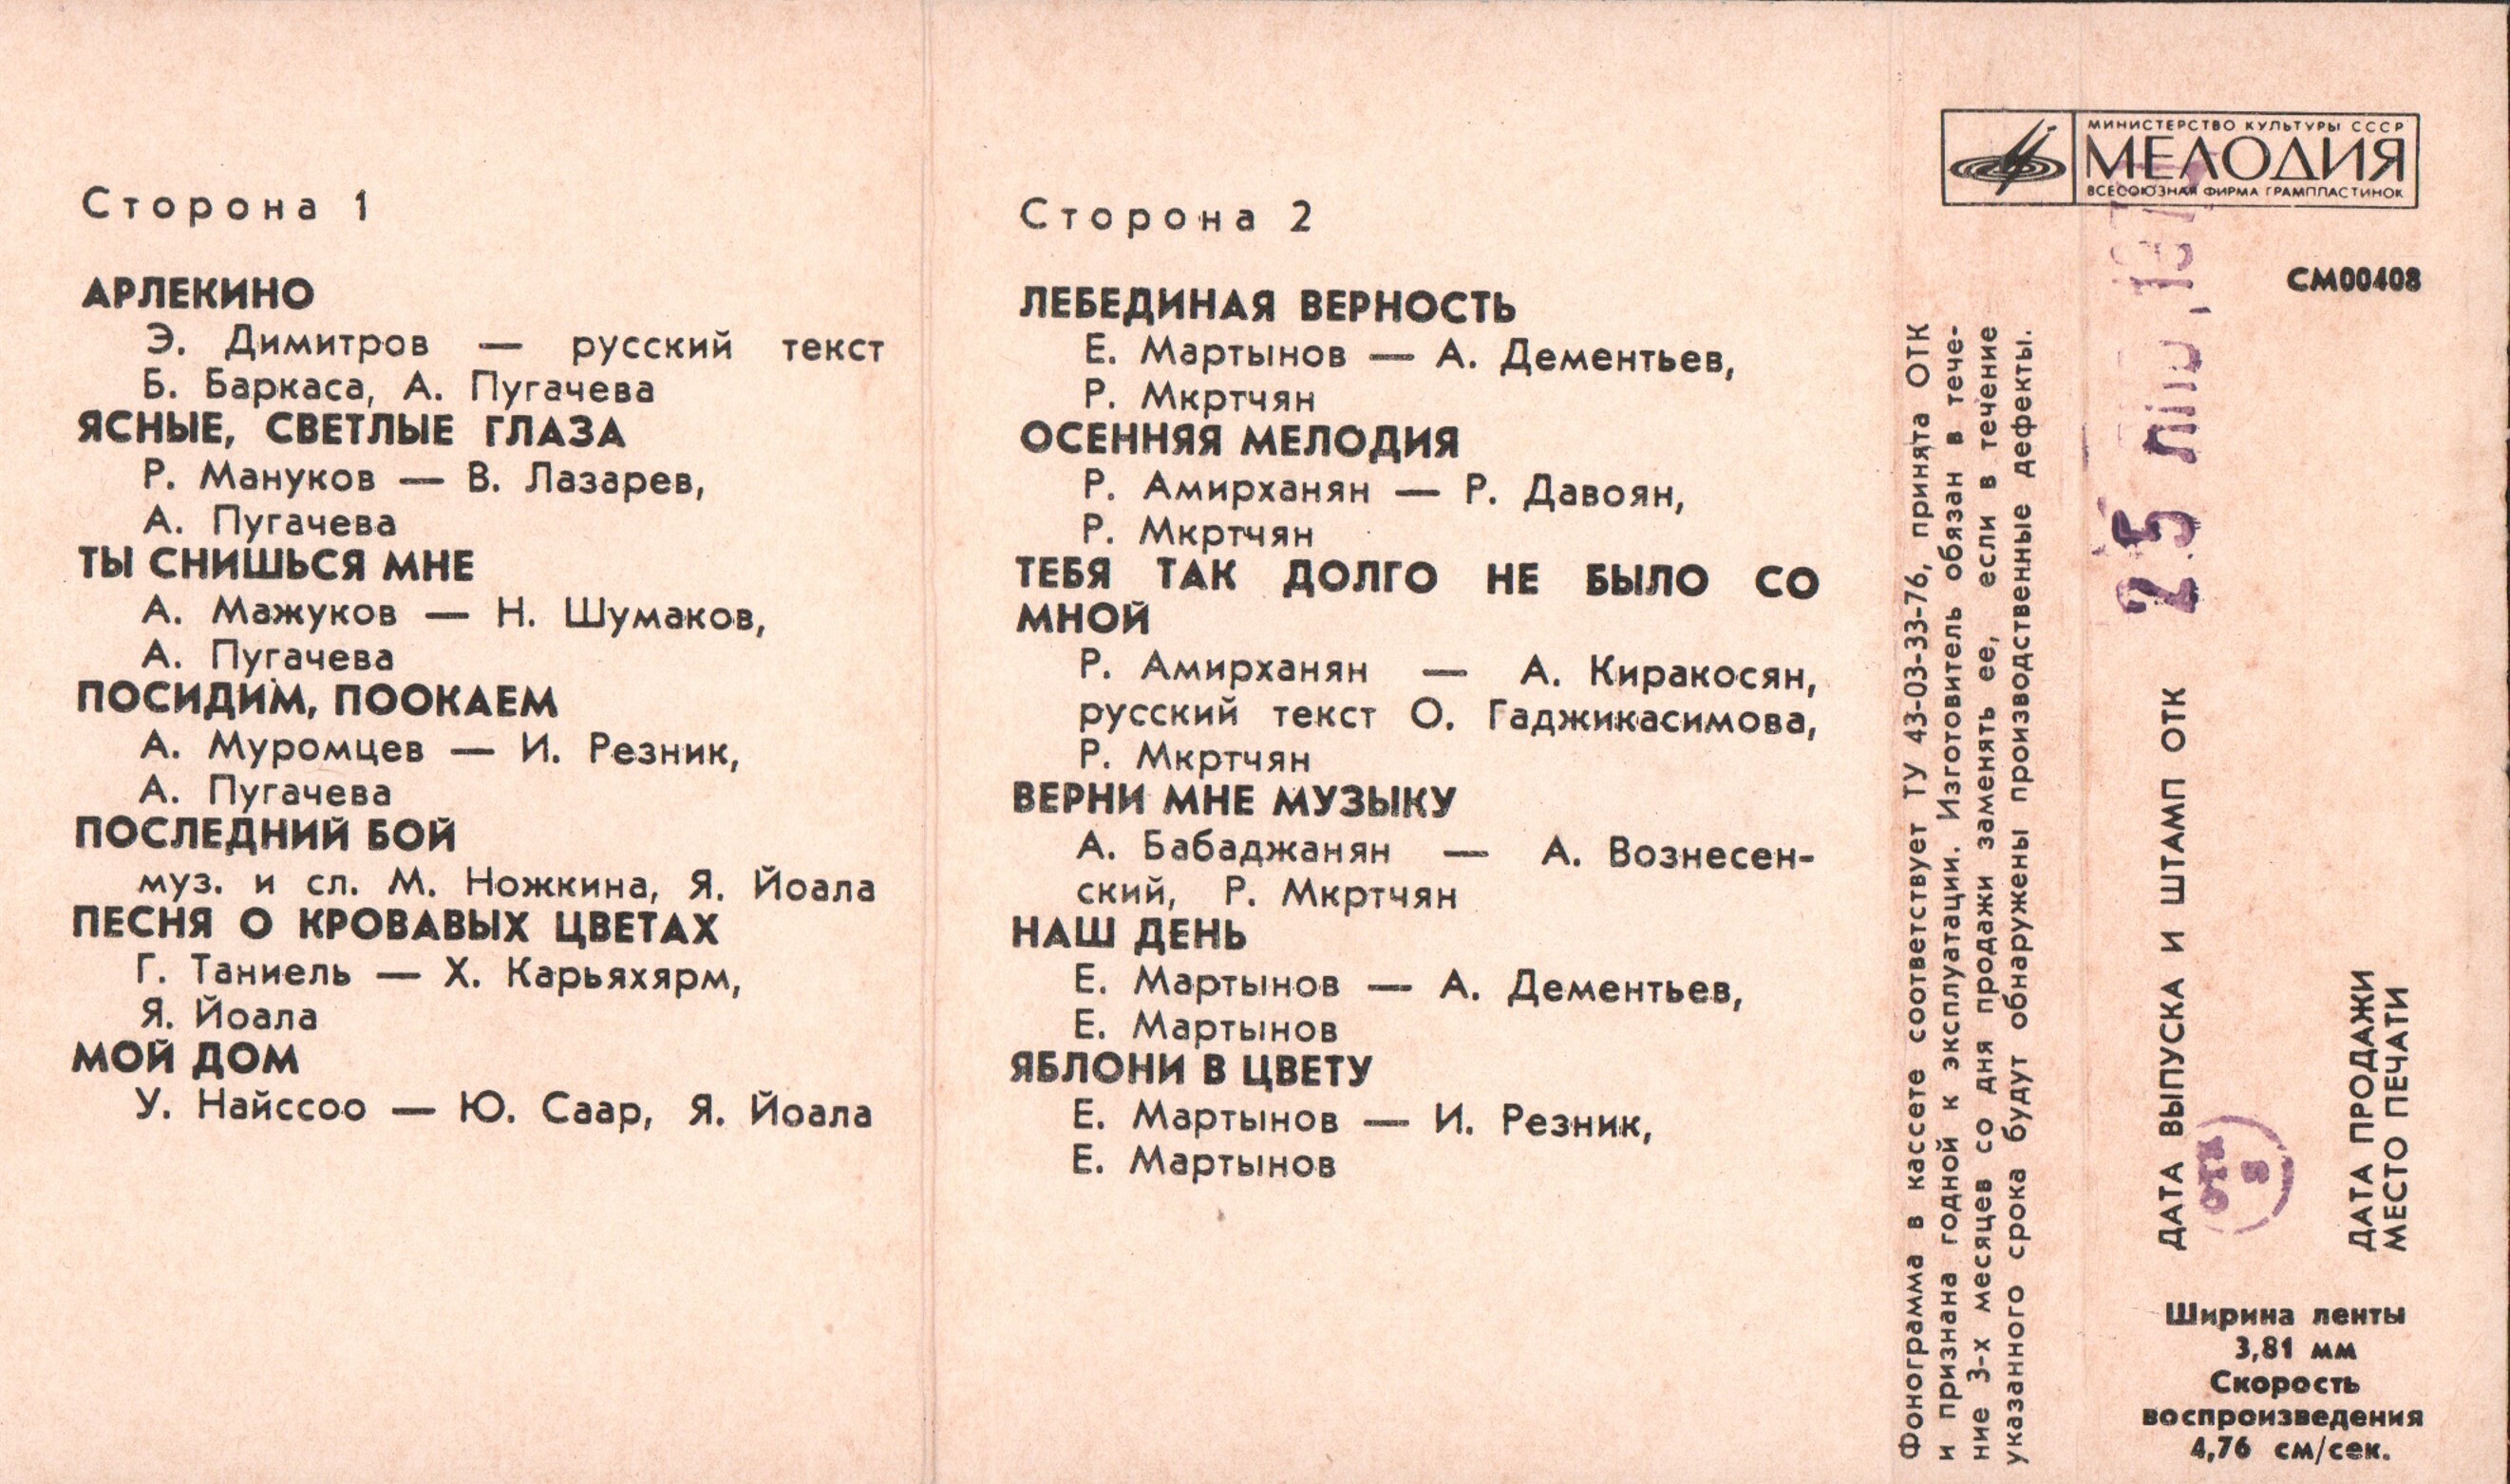 Сторона 1
АРЛЕКИНО
Э. Димитров — русский текст
Б. Баркаса, А. Пугачева
ЯСНЫЕ, СВЕТЛЫЕ ГЛАЗА
Р. Мануков — В. Лазарев,
А. Пугачева
ТЫ СНИШЬСЯ МНЕ
А. Мажуков — Н. Шумаков,
А. Пугачева
ПОСИДИМ, ПООКАЕМ
А. Муромцев — И. Резник,
А. Пугачева
ПОСЛЕДНИЙ БОЙ
муз. и сл. М. Ножкина, Я. Йоала
ПЕСНЯ О КРОВАВЫХ ЦВЕТАХ
Г. Таниель — Х. Карьяхярм,
Я. Йоала
МОЙ ДОМ
У. Найссоо — Ю. Саар, Я. Йоала
Сторона 2
ЛЕБЕДИНАЯ ВЕРНОСТЬ
Е. Мартынов — А. Дементьев,
Р. Мкртчян
ОСЕННЯЯ МЕЛОДИЯ
Р. Амирханян — Р. Давоян,
Р. Мкртчян
ТЕБЯ ТАК ДОЛГО НЕ БЫЛО СО
МНОЙ
Р. Амирханян — А. Киракосян,
русский текст О. Гаджикасимова,
Р. Мкртчян
ВЕРНИ МНЕ МУЗЫКУ
А. Бабаджанян — А. Вознесен-
ский, Р. Мкртчян
НАШ ДЕНЬ
Е. Мартынов — А. Дементьев,
Е. Мартынов
ЯБЛОНИ В ЦВЕТУ
Е. Мартынов — И. Резник,
Е. Мартынов
Фонограмма в кассете соответствует ТУ 43-03-33-76, принята ОТК
и признана годной к эксплуатации. Изготовитель обязан в тече-
ние 3-х месяцев со дня продажи заменять ее, если в течение
указанного срока будут обнаружены производственные дефекты.
МИНИСТЕРСТВО КУЛЬТУРЫ СССР
МЕЛОДИЯ
ВСЕСОЮЗНАЯ ФИРМА ГРАМПЛАСТИНОК
СМ00408
ДАТА ВЫПУСКА И ШТАМП ОТК
25
ОТК
8
ДАТА ПРОДАЖИ
МЕСТО ПЕЧАТИ
Ширина ленты
3,81 мм
Скорость
воспроизведения
4,76 см/сек.